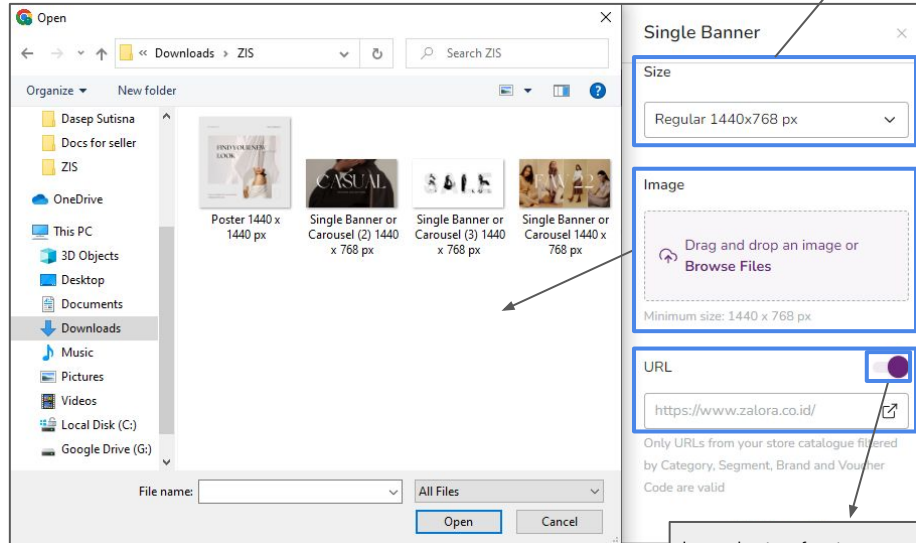 Open
Downloads > ZIS
Search ZIS
Organize
New folder
Dasep Sutisna
Docs for seller
ZIS
OneDrive
This PC
3D Objects
Desktop
Documents
Downloads
Music
Pictures
Videos
Local Disk (C:)
Google Drive (G:)
FIND YOUR NEW
LOOK
Poster 1440 x
1440 px
CASUAL
Single Banner or
Carousel (2) 1440
x 768 px
SALE
Single Banner or
Carousel (3) 1440
x 768 px
Single Banner or
Carousel 1440 x
768 px
File name:
All Files
Open
Cancel
Single Banner
Size
Regular 1440x768 px
Image
Drag and drop an image or
Browse Files
Minimum size: 1440 x 768 px
URL
https://www.zalora.co.id/
Only URLs from your store catalogue filtered
by Category, Segment, Brand and Voucher
Code are valid